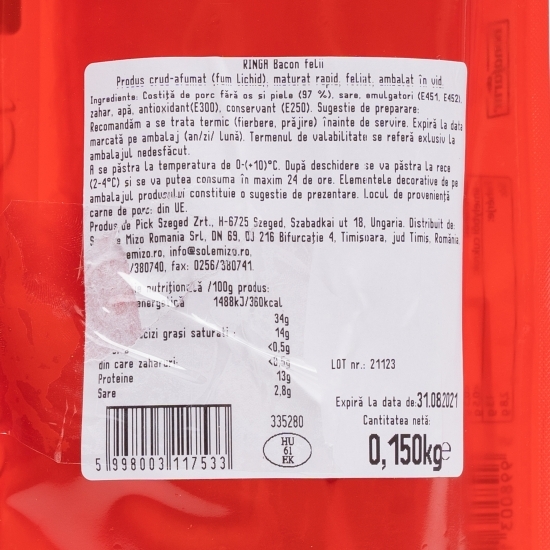 RINGA Bacon felii
Produs crud-afumat (fum lichid), maturat rapid, feliat, ambalat în vid.
Ingrediente: Costiță de porc fără os și piele (97 %), sare, emulgatori (E451, E452),
zahar, apă, antioxidant(E300), conservant (E250). Sugestie de preparare:
Recomandăm a se trata termic (fierbere, prăjire) înainte de servire. Expiră la data
marcată pe ambalaj (an/zi/ lună). Termenul de valabilitate se referă exlusiv la
ambalajul nedesfăcut.
A se păstra la temperatura de 0-(+10)°C. După deschidere se va păstra la rece
(2-4°C) și se va putea consuma în maxim 24 de ore. Elementele decorative de pe
ambalajul produsului constituie o sugestie de prezentare. Locul de proveniență
carne de porc: din UE.
Produs de Pick Szeged Zrt., H-6725 Szeged, Szabadkai ut 18, Ungaria. Distribuit de:
Mizo Romania Srl, DN 69, DJ 216 Bifurcație 4, Timisoara, jud Timis, România
emizo.ro, info@solemizo.ro,
/380740, fax: 0256/380741
nutrițională /100g produs:
energetică 1488kJ/360kcal
34g
acizi grași saturati 14g
<0,5g
din care zaharuri: <0,5g
Proteine 13g
Sare 2,8g
LOT nr.: 21123
Expiră la data de:31.08.2021
335280
Cantitatea netă:
HU
61
EK
0,150kge
5 998003 117533